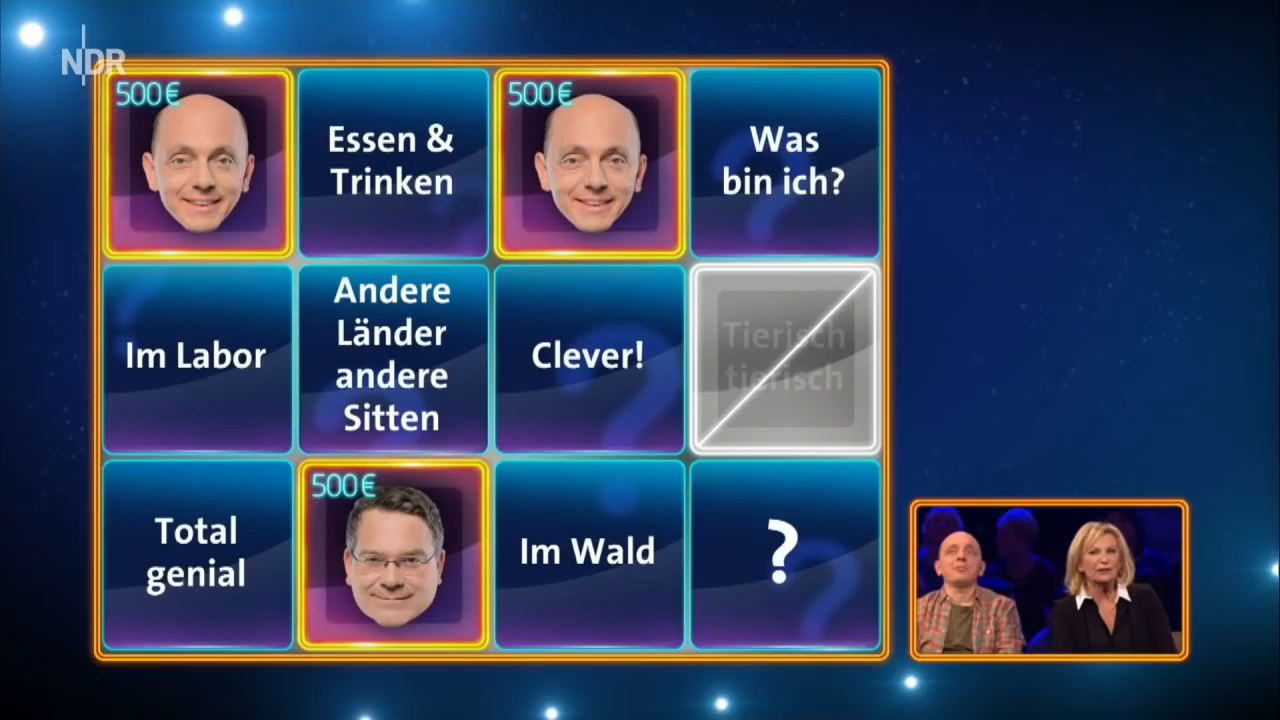 NDR
500€
Essen &
Trinken
500€
Was
bin ich?
Im Labor
Andere
Länder
andere
Sitten
Clever!
Tierisch
tierisch
Total
genial
500€
Im Wald
?